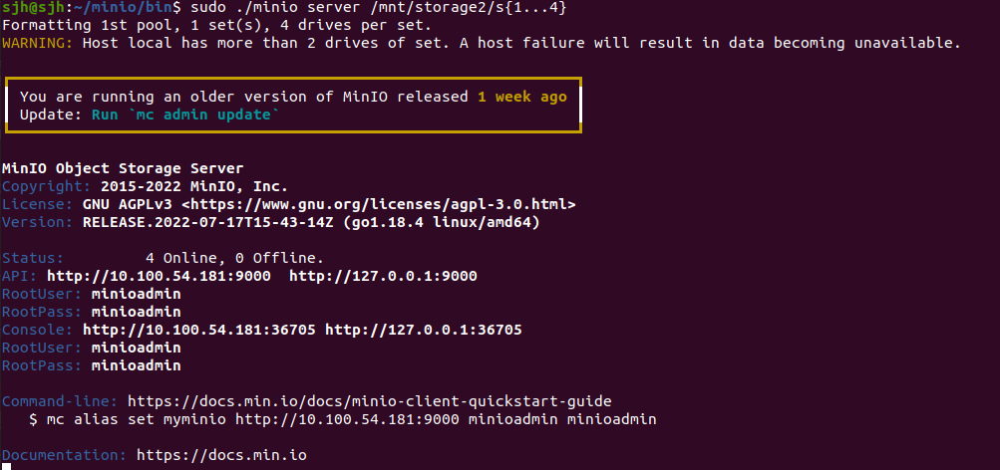 sjh@sjh:~/minio/bin$ sudo ./minio server /mnt/storage2/s{1...4}
Formatting 1st pool, 1 set(s), 4 drives per set.
WARNING: Host local has more than 2 drives of set. A host failure will result in data becoming unavailable.
You are running an older version of MinIO released 1 week ago
Update: Run `mc admin update`
MinIO Object Storage Server
Copyright: 2015-2022 MinIO, Inc.
License: GNU AGPLv3 <https://www.gnu.org/licenses/agpl-3.0.html>
Version: RELEASE.2022-07-17T15-43-14Z (go1.18.4 linux/amd64)
Status:         4 Online, 0 Offline.
API: http://10.100.54.181:9000  http://127.0.0.1:9000
RootUser: minioadmin
RootPass: minioadmin
Console: http://10.100.54.181:36705 http://127.0.0.1:36705
RootUser: minioadmin
RootPass: minioadmin
Command-line: https://docs.min.io/docs/minio-client-quickstart-guide
   $ mc alias set myminio http://10.100.54.181:9000 minioadmin minioadmin
Documentation: https://docs.min.io